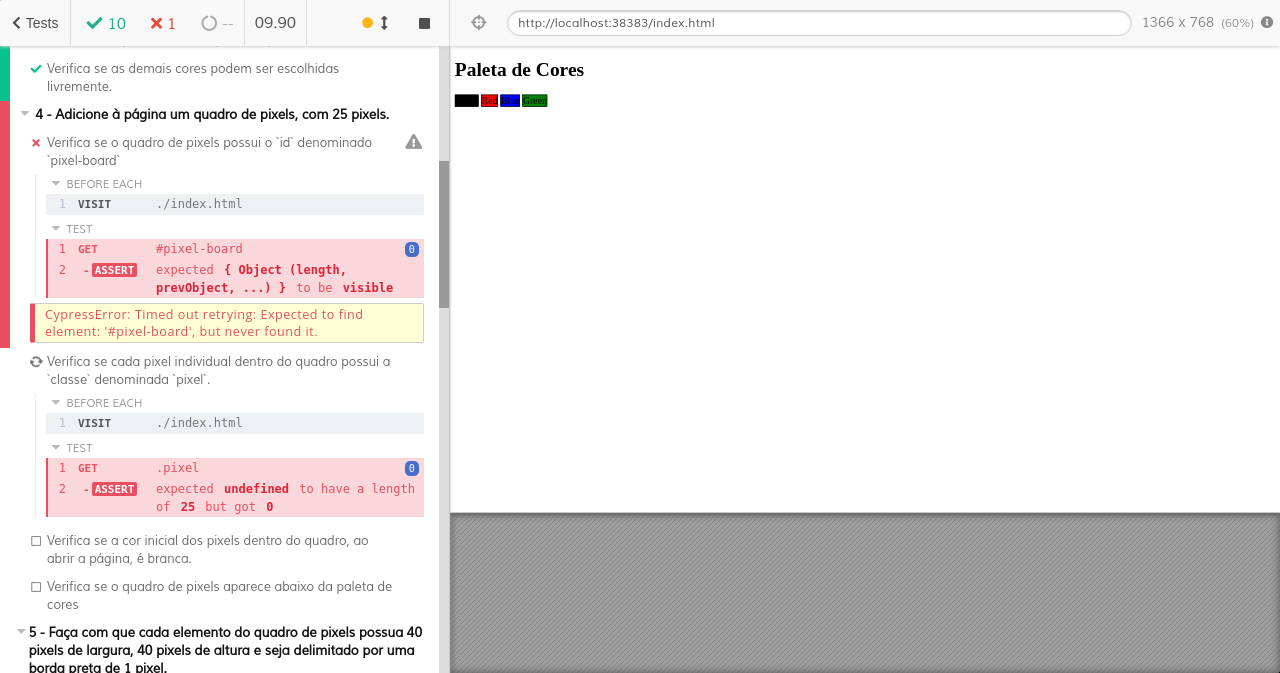 Tests
10
1
--
09.90
http://localhost:38383/index.html
1366 x 768 (60%)
Verifica se as demais cores podem ser escolhidas
livremente.
4 - Adicione à página um quadro de pixels, com 25 pixels.
Verifica se o quadro de pixels possui o `id` denominado
`pixel-board`
BEFORE EACH
1 VISIT ./index.html
TEST
1 GET #pixel-board 0
2 -ASSERT expected { Object (length,
prevObject, ...) } to be visible
CypressError: Timed out retrying: Expected to find
element: '#pixel-board', but never found it.
Verifica se cada pixel individual dentro do quadro possui a
`classe` denominada `pixel`.
BEFORE EACH
1 VISIT ./index.html
TEST
1 GET .pixel 0
2 -ASSERT expected undefined to have a length
of 25 but got 0
Verifica se a cor inicial dos pixels dentro do quadro, ao
abrir a página, é branca.
Verifica se o quadro de pixels aparece abaixo da paleta de
cores
5 - Faça com que cada elemento do quadro de pixels possua 40
pixels de largura, 40 pixels de altura e seja delimitado por uma
borda preta de 1 pixel.
Paleta de Cores
Red Blue Green